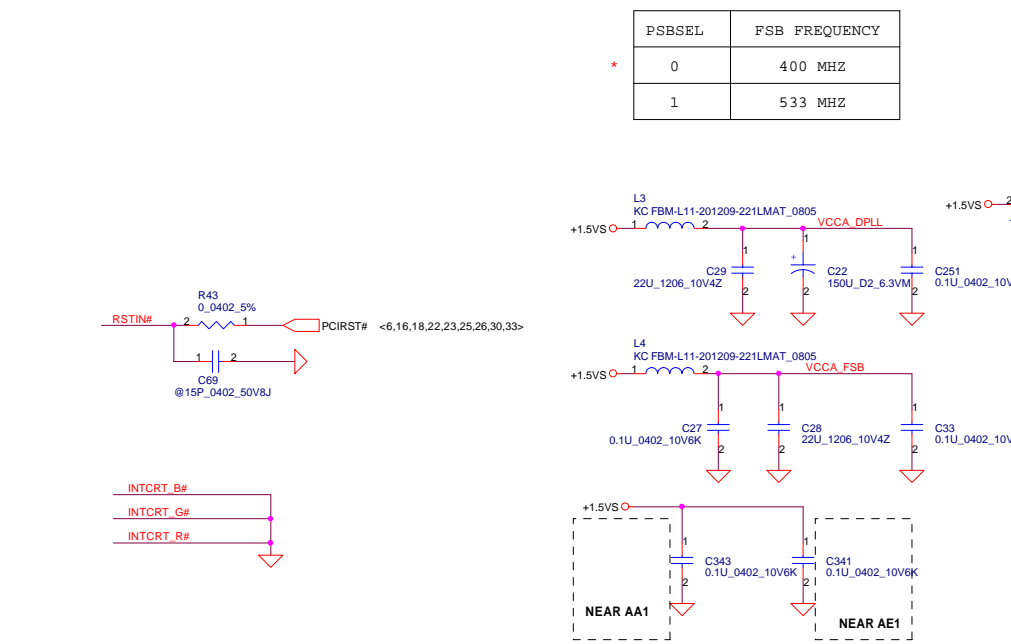 PSBSEL FSB FREQUENCY
* 0 400 MHZ
1 533 MHZ
L3
KC FBM-L11-201209-221LMAT_0805
+1.5VS 1 2 VCCA_DPLL
+1.5VS 2
1 1 1
+
C29
22U_1206_10V4Z
C22
150U_D2_6.3VM
C251
0.1U_0402_10V
2 2 2
R43
0_0402_5%
RSTIN# 2 1 PCIRST# <6,16,18,22,23,25,26,30,33>
1 2
C69
@15P_0402_50V8J
L4
KC FBM-L11-201209-221LMAT_0805
+1.5VS 1 2 VCCA_FSB
1 1 1
C27
0.1U_0402_10V6K
C28
22U_1206_10V4Z
C33
0.1U_0402_10V
2 2 2
INTCRT_B#
INTCRT_G#
INTCRT_R#
+1.5VS
1 1
C343
0.1U_0402_10V6K
C341
0.1U_0402_10V6K
2 2
NEAR AA1
NEAR AE1